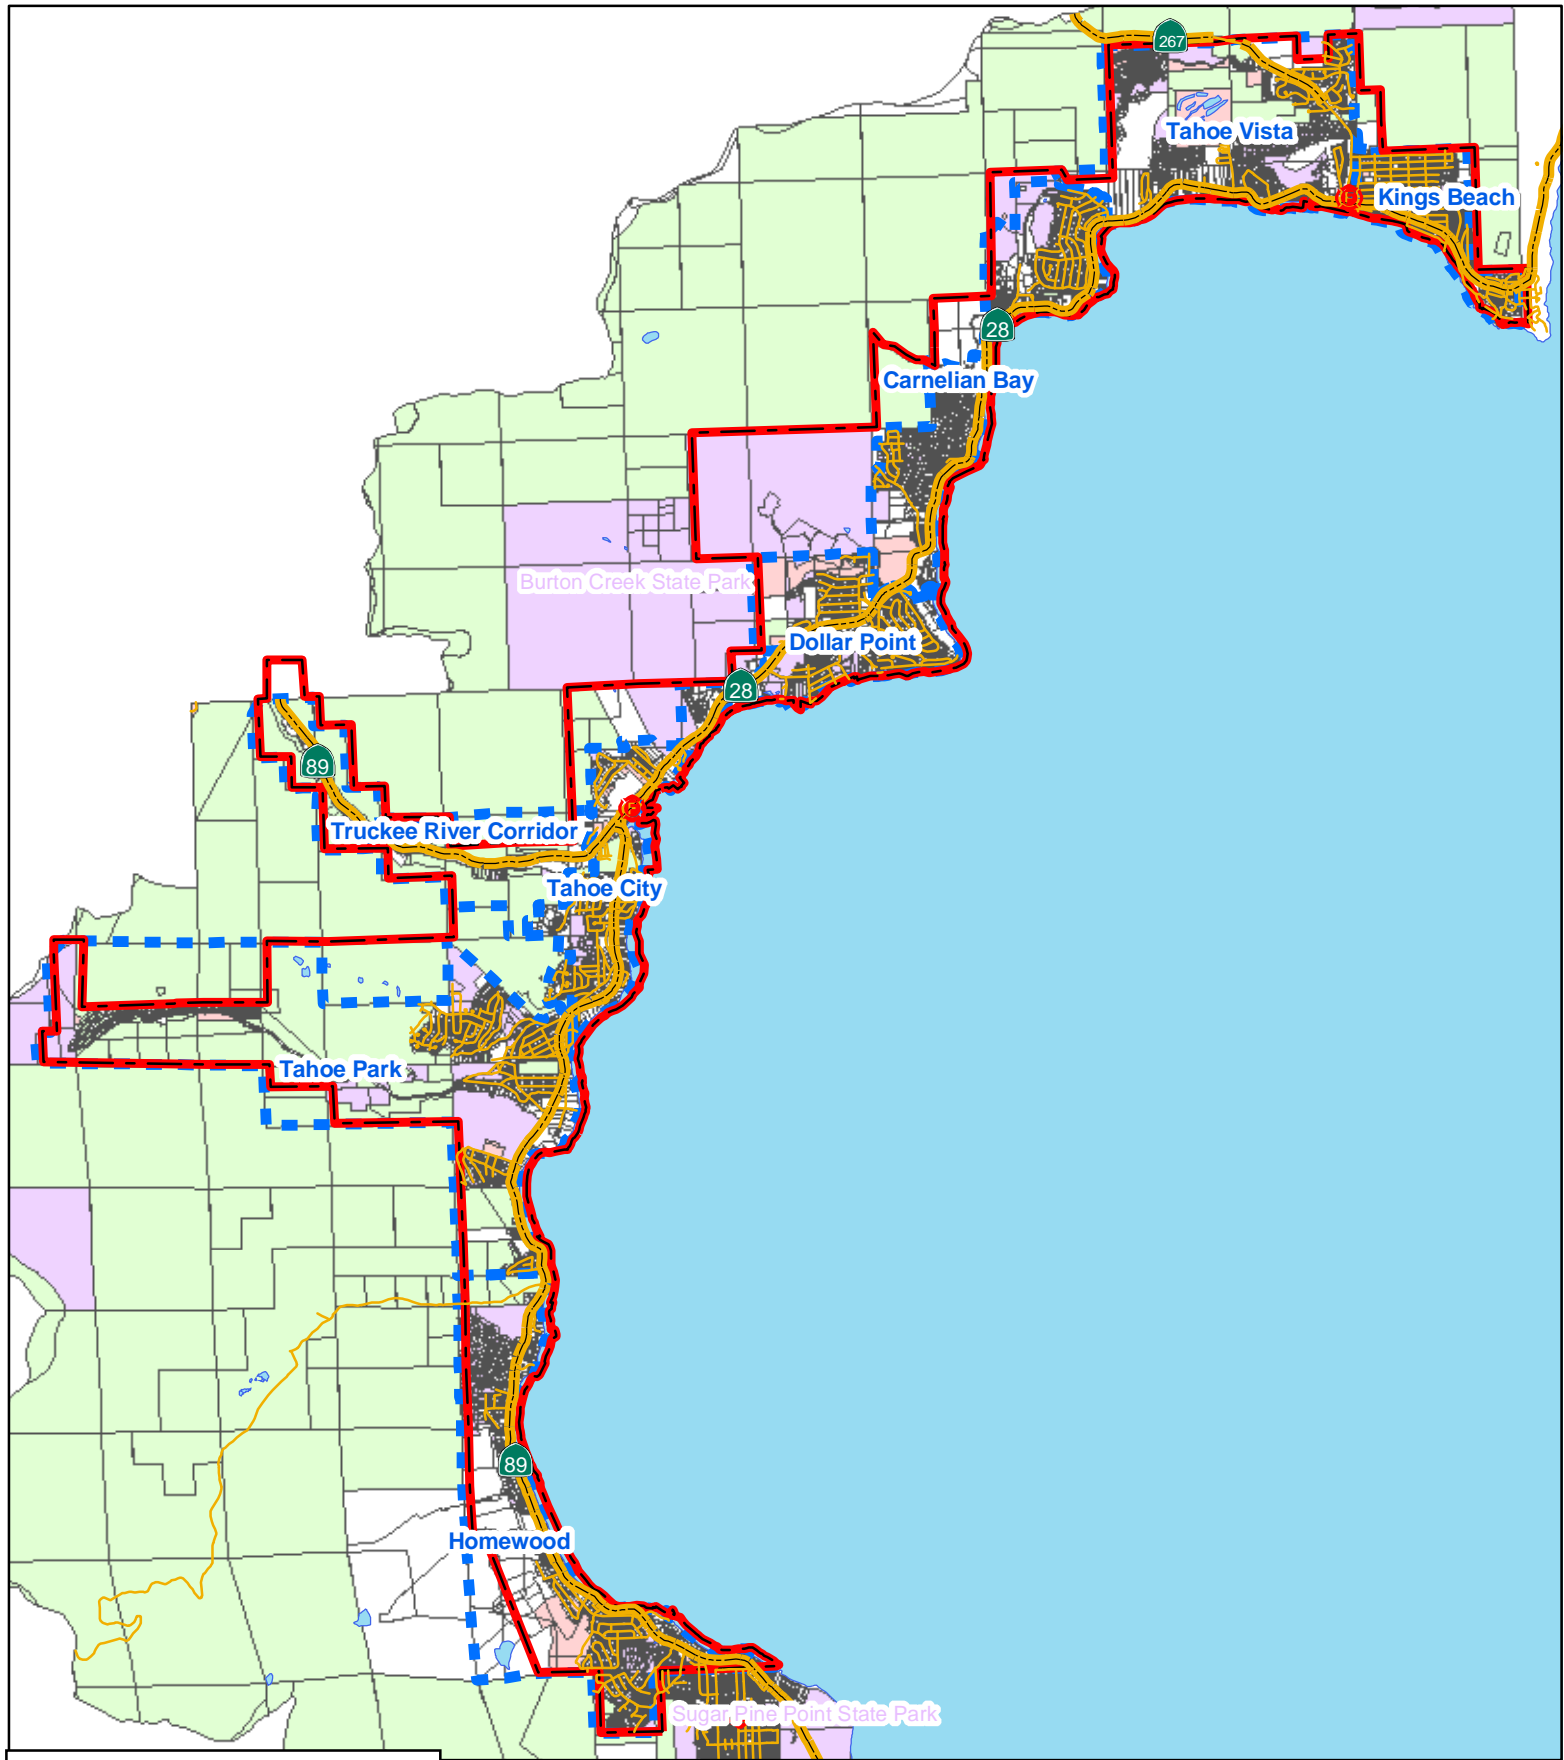 267
Tahoe Vista
Kings Beach
28
Carnelian Bay
Burton Creek State Park
Dollar Point
28
89
Truckee River Corridor
Tahoe City
Tahoe Park
89
Homewood
Sugar Pine Point State Park